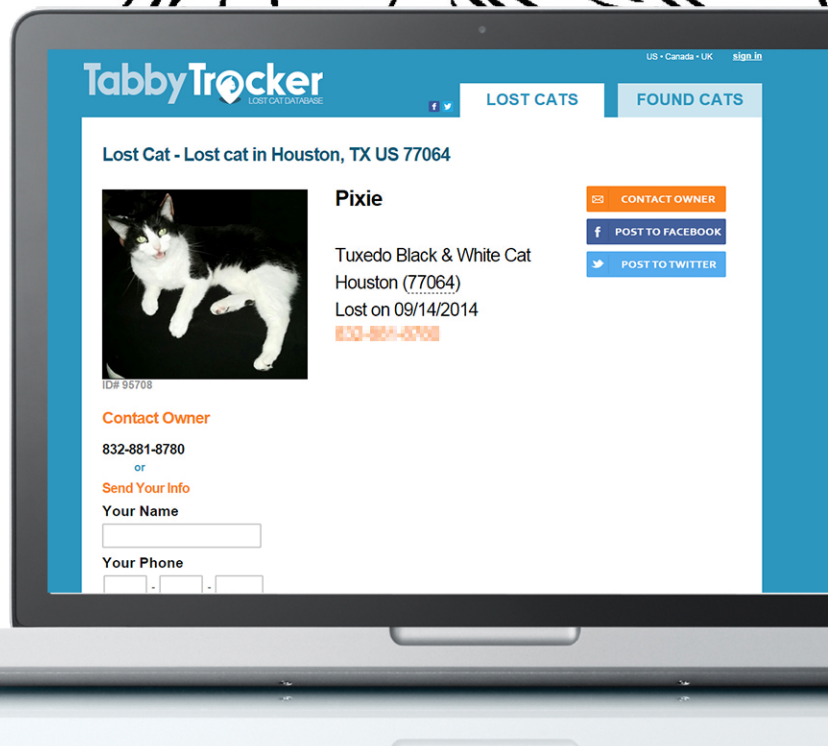 US • Canada • UK sign in
TabbyTracker
LOST CAT DATABASE
LOST CATS
FOUND CATS
Lost Cat - Lost cat in Houston, TX US 77064
Pixie
Tuxedo Black & White Cat
Houston (77064)
Lost on 09/14/2014
CONTACT OWNER
f POST TO FACEBOOK
POST TO TWITTER
ID# 95708
Contact Owner
832-881-8780
or
Send Your Info
Your Name
Your Phone
- -